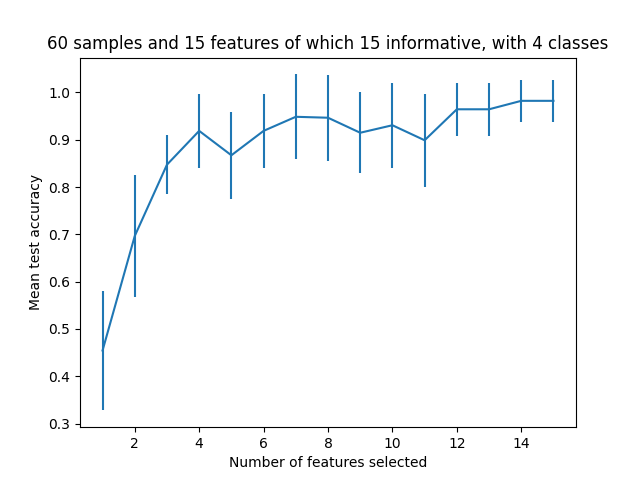 60 samples and 15 features of which 15 informative, with 4 classes
1.0
0.9
0.8
0.7
0.6
0.5
0.4
0.3
Mean test accuracy
2 4 6 8 10 12 14
Number of features selected